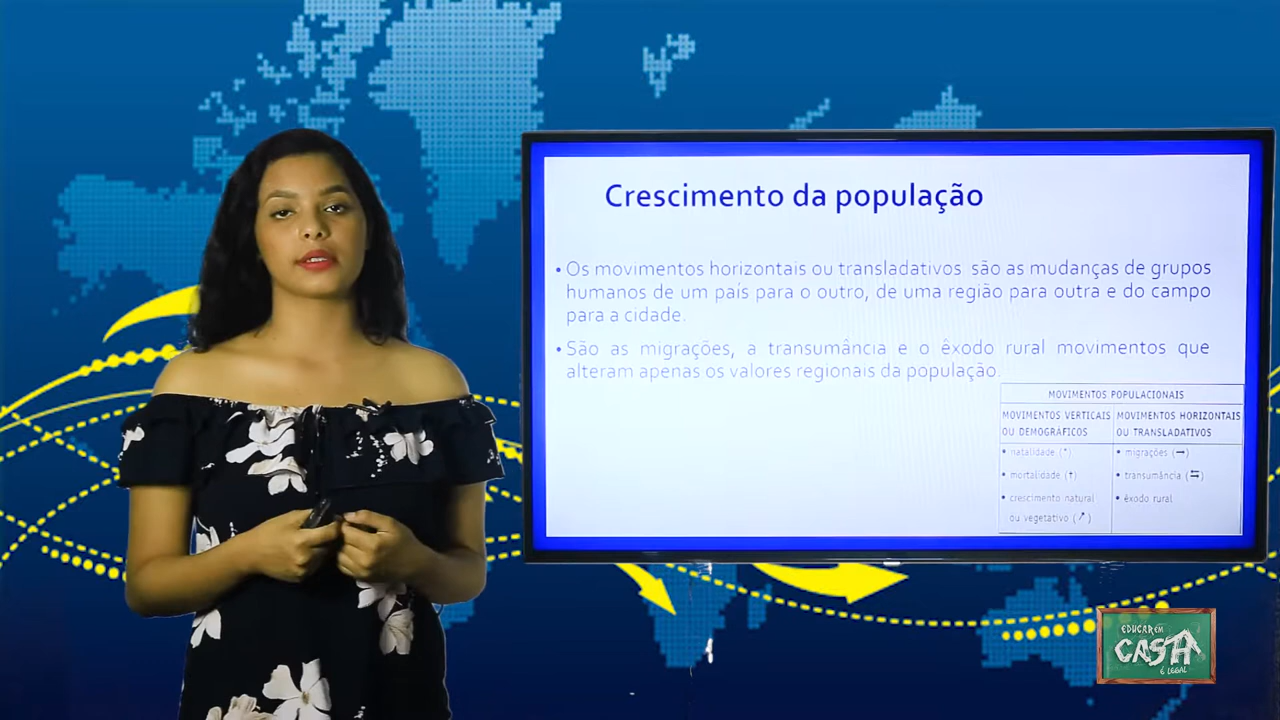 Crescimento da população
• Os movimentos horizontais ou transladativos são as mudanças de grupos
humanos de um país para o outro, de uma região para outra e do campo
para a cidade.
• São as migrações, a transumância e o êxodo rural movimentos que
alteram apenas os valores regionais da população.
MOVIMENTOS POPULACIONAIS
MOVIMENTOS VERTICAIS
OU DEMOGRÁFICOS
• natalidade (*)
• mortalidade (†)
• crescimento natural
ou vegetativo (↗)
MOVIMENTOS HORIZONTAIS
OU TRANSLADATIVOS
• migrações (→)
• transumância (⇆)
• êxodo rural
EDUCAR EM
CASA
É LEGAL